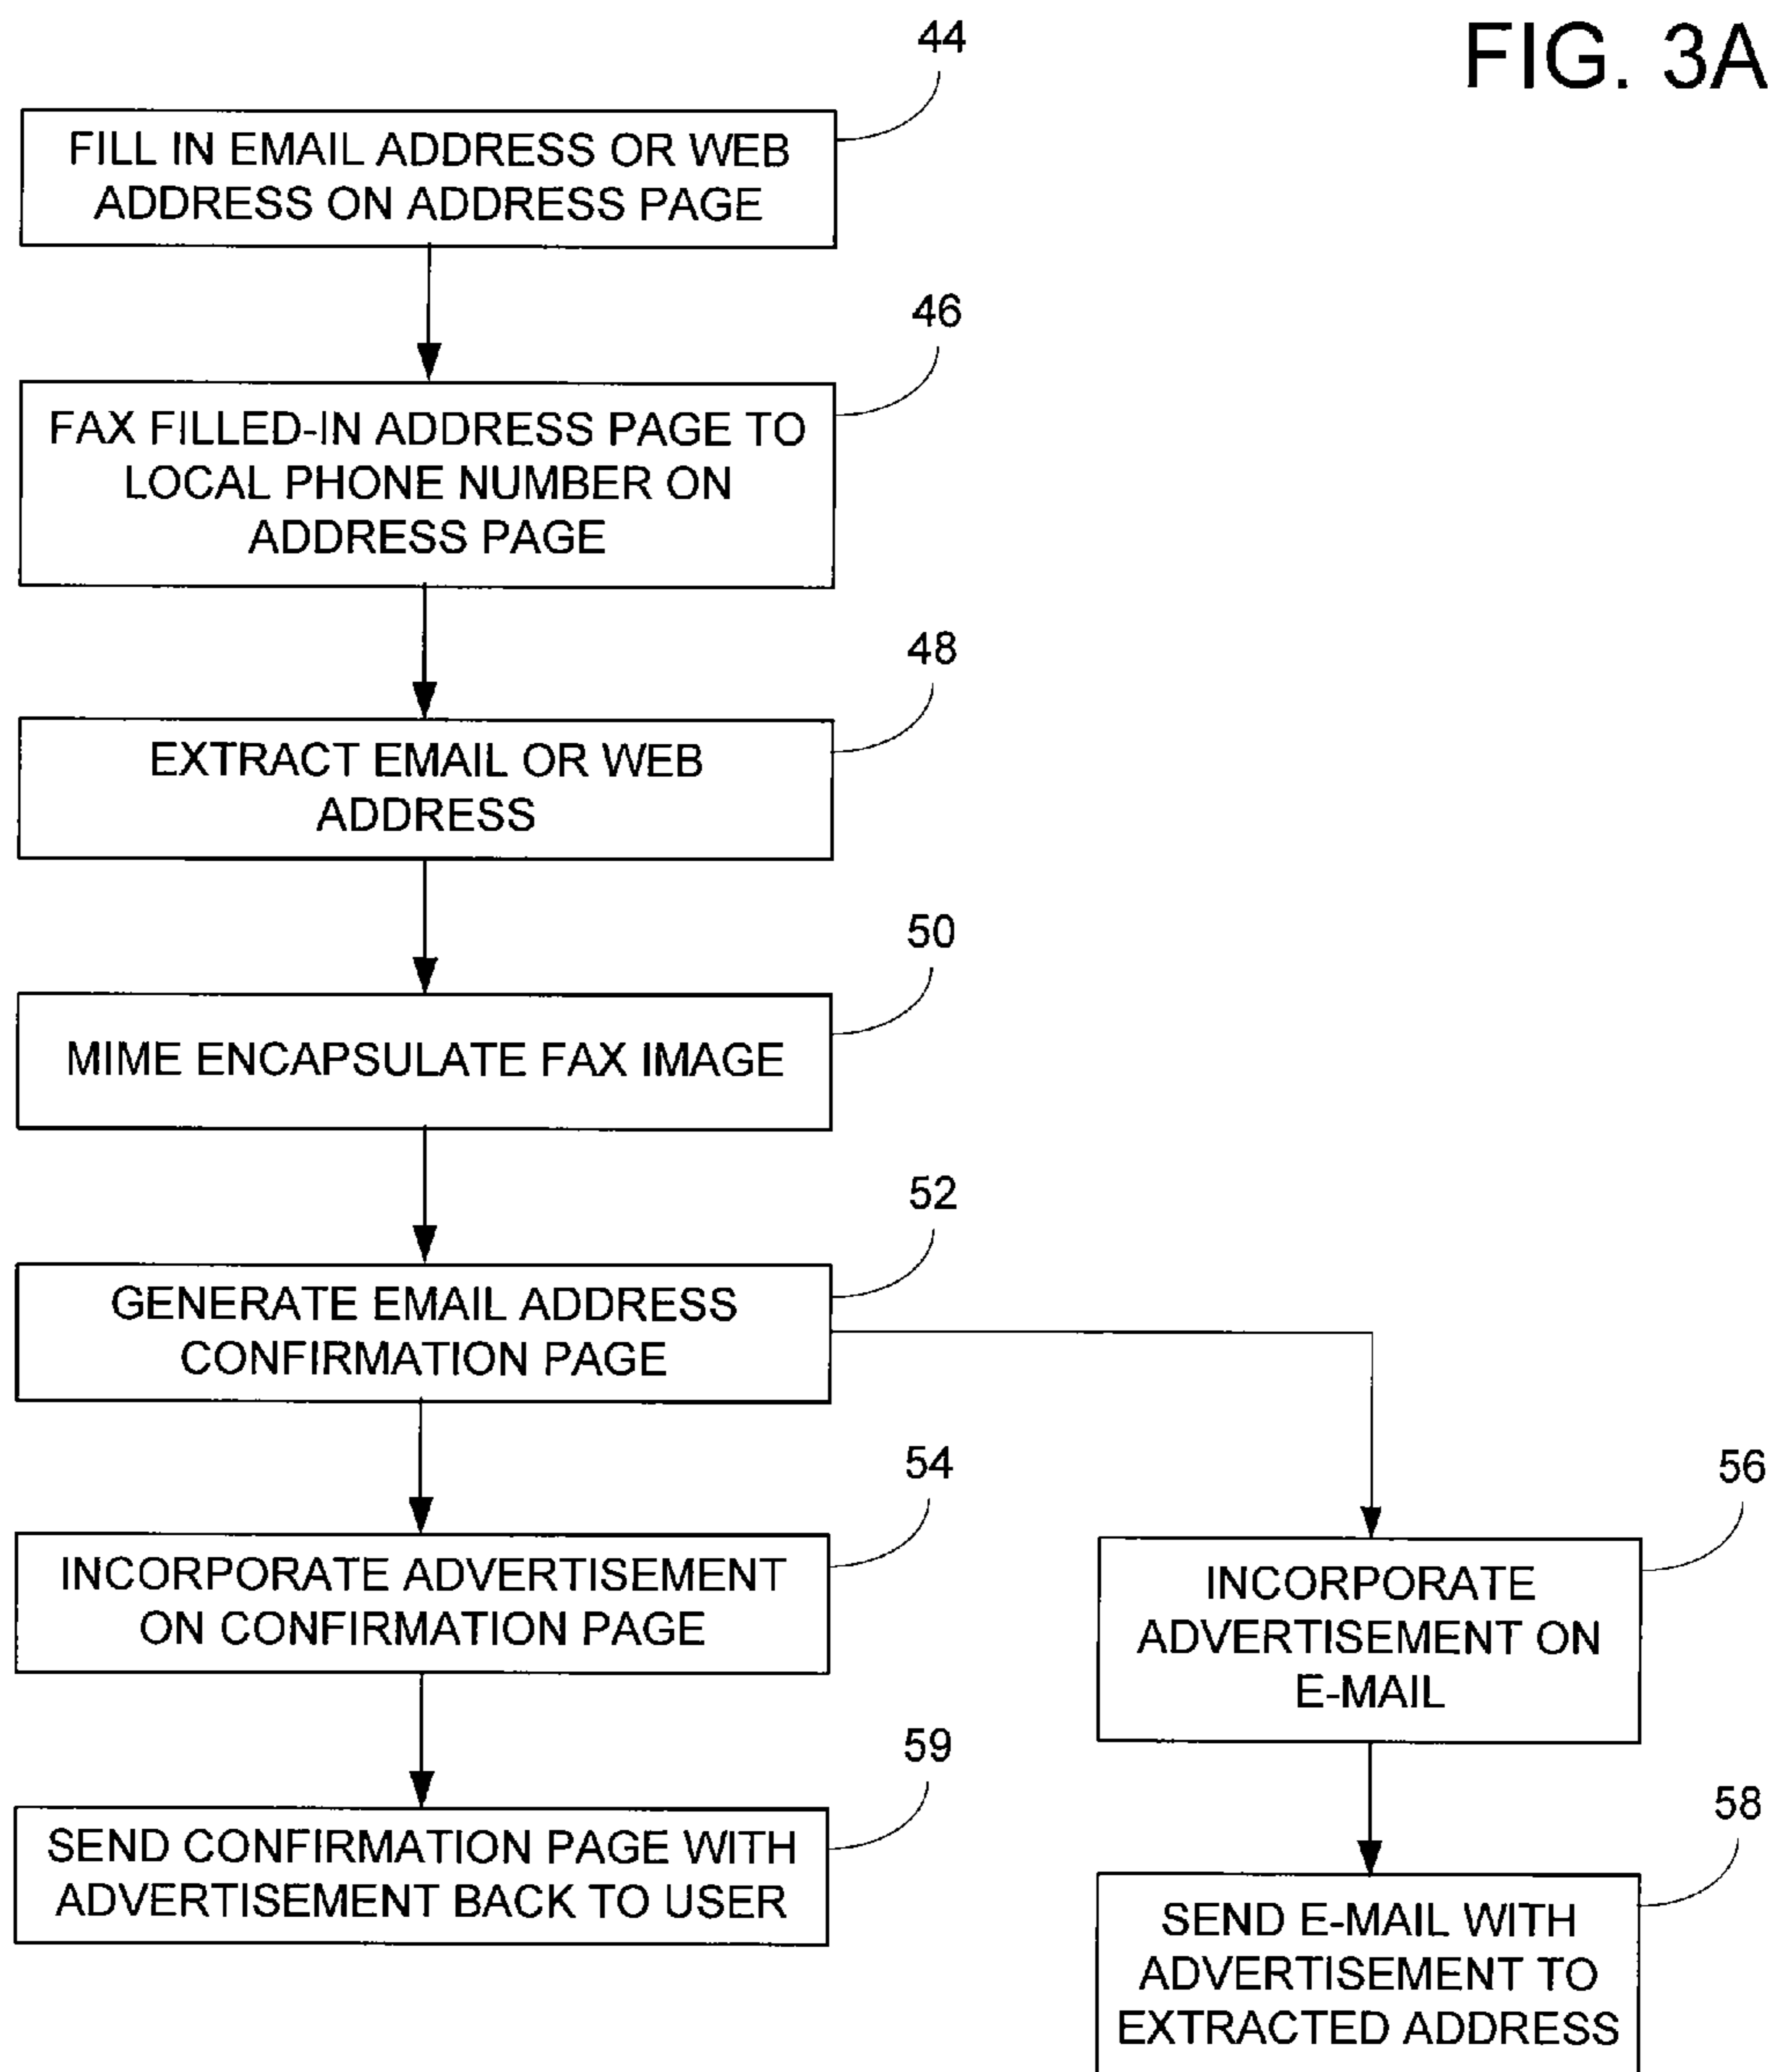 FIG. 3A
44
FILL IN EMAIL ADDRESS OR WEB
ADDRESS ON ADDRESS PAGE
46
FAX FILLED-IN ADDRESS PAGE TO
LOCAL PHONE NUMBER ON
ADDRESS PAGE
48
EXTRACT EMAIL OR WEB
ADDRESS
50
MIME ENCAPSULATE FAX IMAGE
52
GENERATE EMAIL ADDRESS
CONFIRMATION PAGE
54
INCORPORATE ADVERTISEMENT
ON CONFIRMATION PAGE
59
SEND CONFIRMATION PAGE WITH
ADVERTISEMENT BACK TO USER
56
INCORPORATE
ADVERTISEMENT ON
E-MAIL
58
SEND E-MAIL WITH
ADVERTISEMENT TO
EXTRACTED ADDRESS